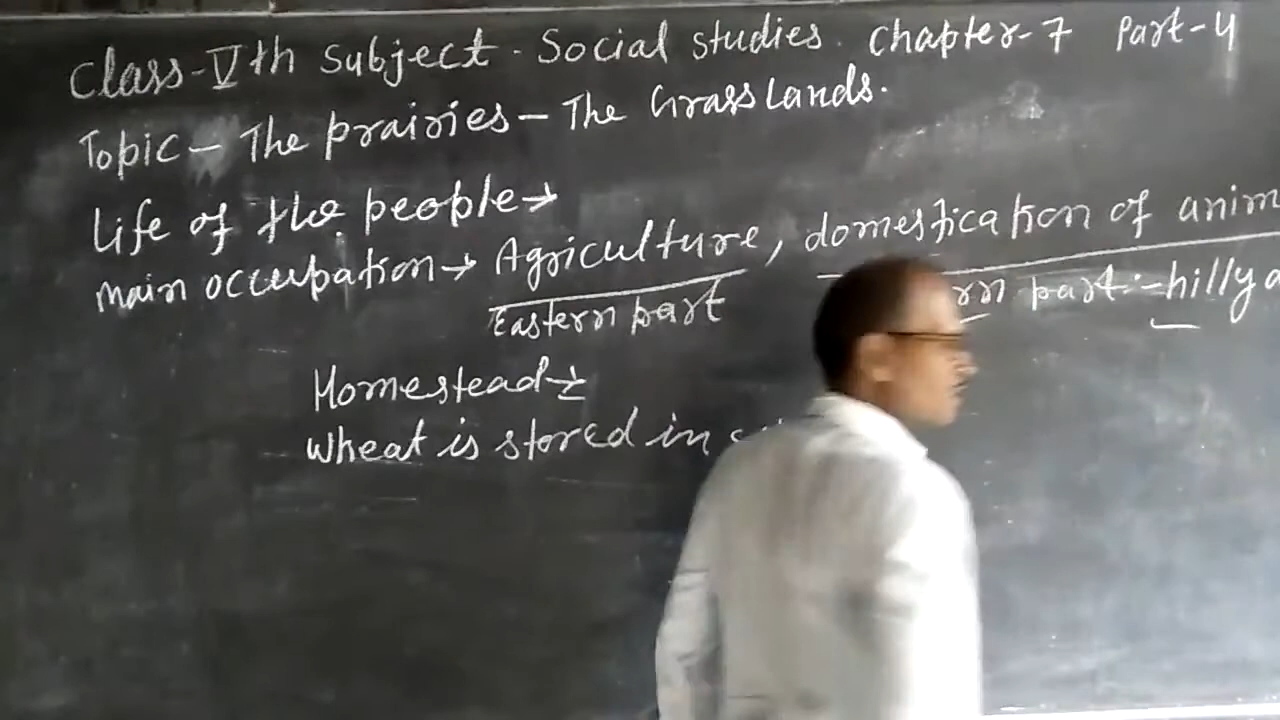 Class-Vth Subject - Social studies. Chapter-7 Part-4
Topic - The prairies - The Grass Lands.
Life of the people →
main occupation → Agriculture, domestication of
Eastern part part :- hilly
Homestead :-
Wheat is stored in